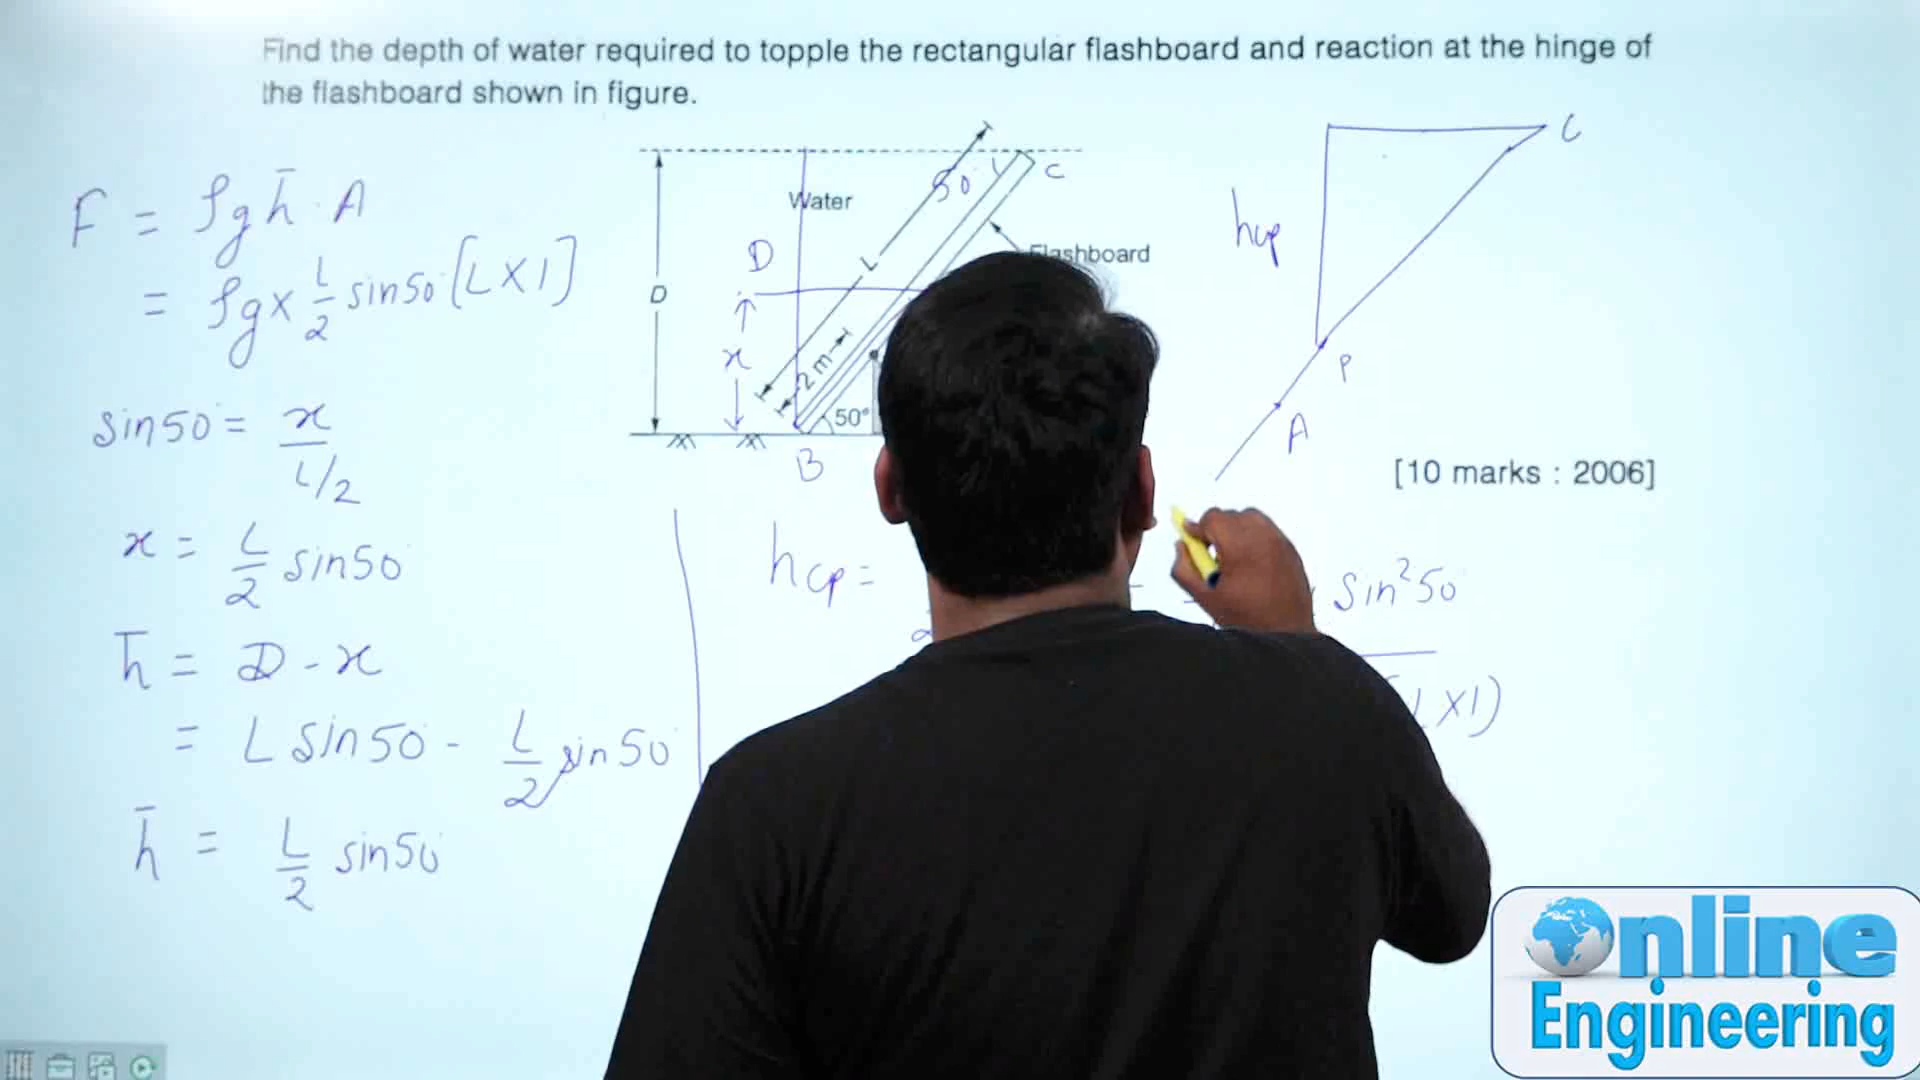 Find the depth of water required to topple the rectangular flashboard and reaction at the hinge of
the flashboard shown in figure.
F = ρg h̄ · A
= ρg × L/2 sin50 [L×1]
sin50 = x / L/2
x = L/2 sin50
h̄ = D - x
= L sin50 - L/2 sin50
h̄ = L/2 sin50
D
Water
D
x
B
50
C
L
2 m
50°
Flashboard
C
hcp
P
A
[10 marks : 2006]
hcp =
sin²50
(L×1)
Online
Engineering